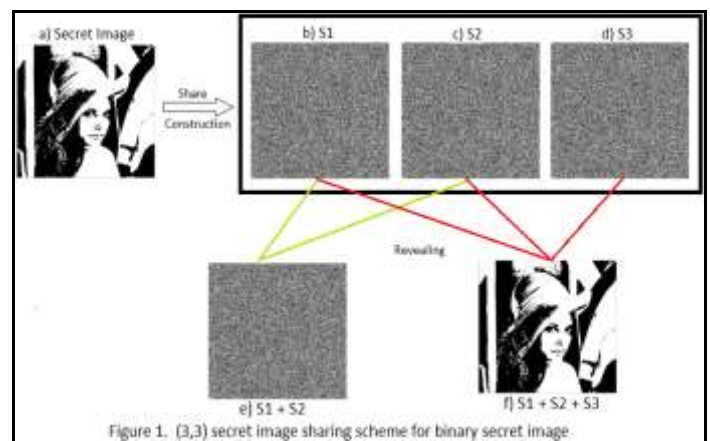 a) Secret Image
b) S1
c) S2
d) S3
Share
Construction
Revealing
e) S1 + S2
f) S1 + S2 + S3
Figure 1. (3,3) secret image sharing scheme for binary secret image